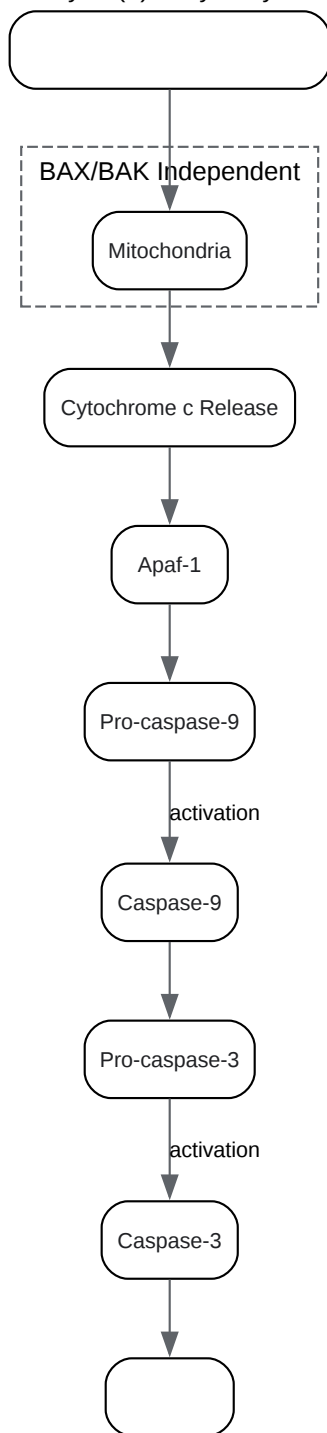 BAX/BAK Independent
Mitochondria
Cytochrome c Release
Apaf-1
Pro-caspase-9
activation
Caspase-9
Pro-caspase-3
activation
Caspase-3